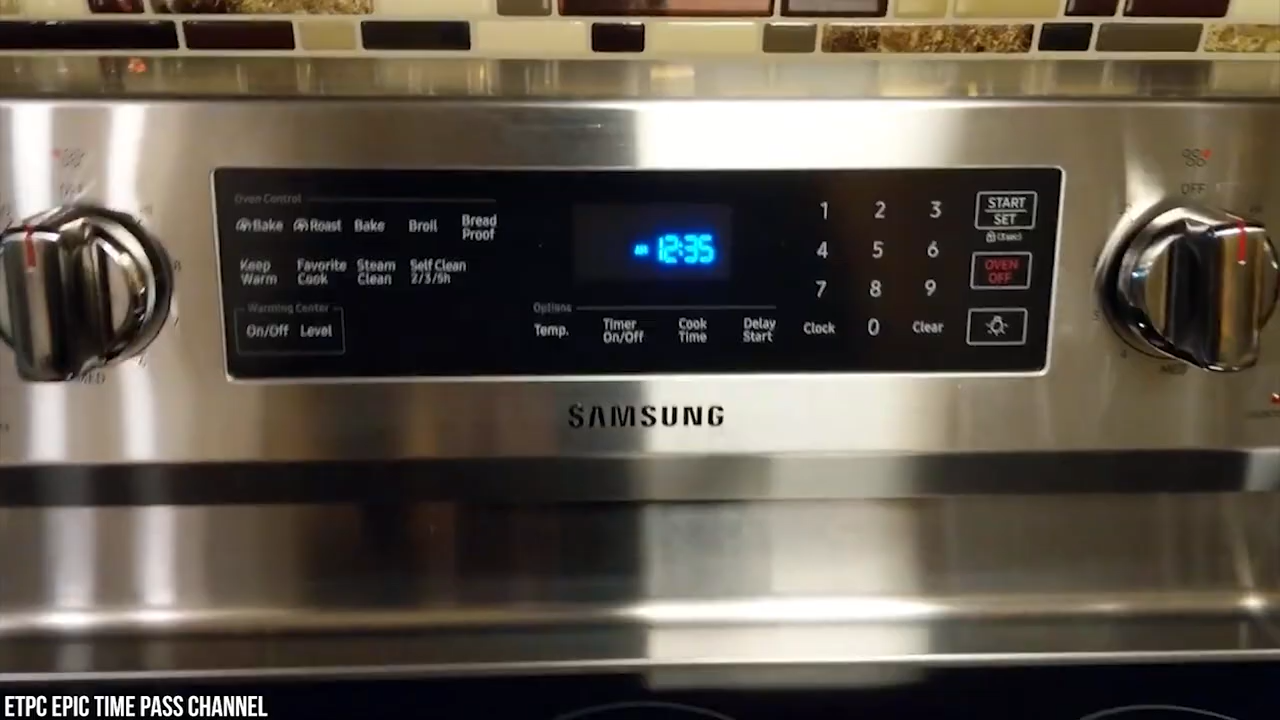 Oven Control
Bake Roast Bake Broil Bread Proof
Keep Warm Favorite Cook Steam Clean Self Clean 2/3/5h
Warming Center
On/Off Level
AM 12:35
Options
Temp. Timer On/Off Cook Time Delay Start
1 2 3
4 5 6
7 8 9
Clock 0 Clear
START
SET
(3sec)
OVEN
OFF
OFF
MED
SAMSUNG
ETPC EPIC TIME PASS CHANNEL